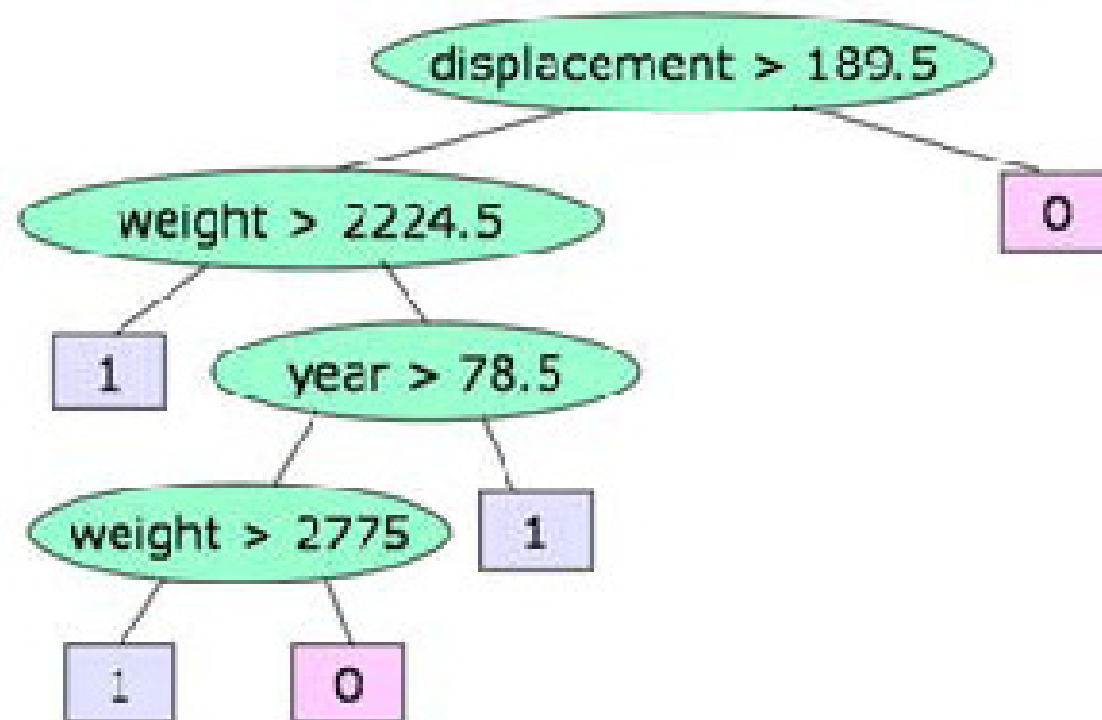 displacement > 189.5
weight > 2224.5
0
1
year > 78.5
weight > 2775
1
1
0